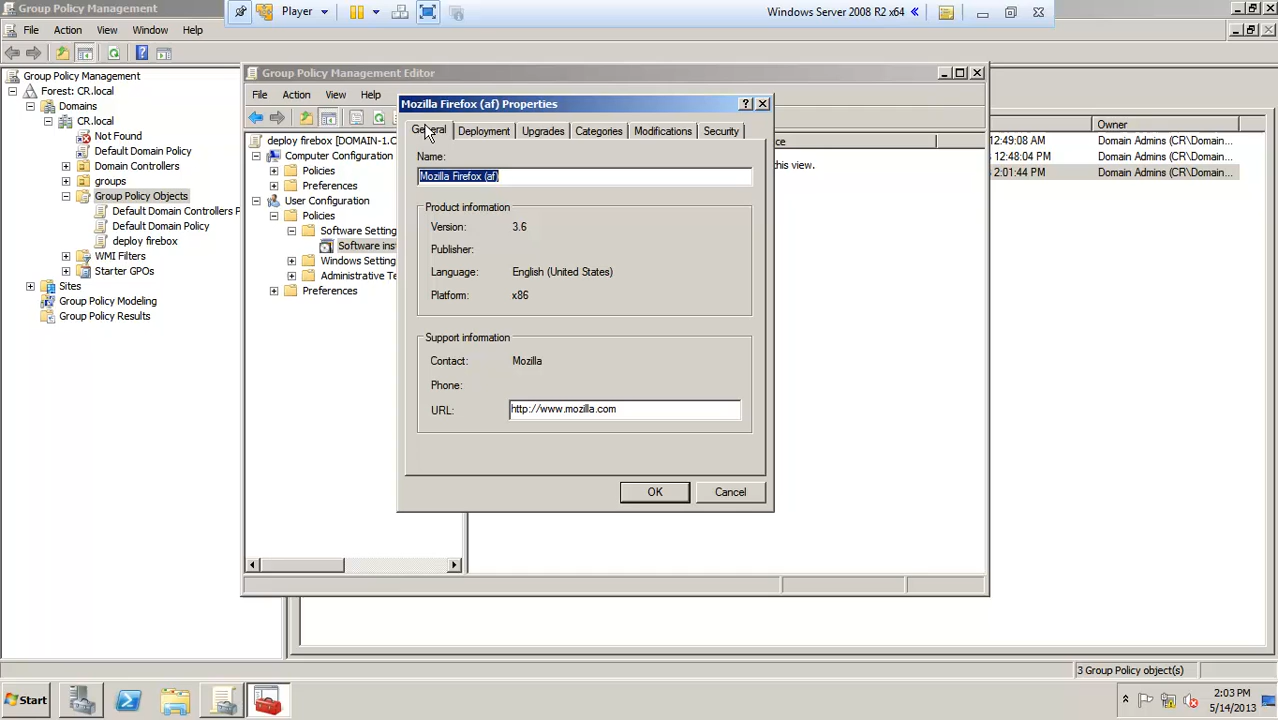 Group Policy Management
Player
Windows Server 2008 R2 x64
File Action View Window Help
Group Policy Management
Forest: CR.local
Domains
CR.local
Not Found
Default Domain Policy
Domain Controllers
groups
Group Policy Objects
Default Domain Controllers P
Default Domain Policy
deploy firebox
WMI Filters
Starter GPOs
Sites
Group Policy Modeling
Group Policy Results
Group Policy Management Editor
File Action View Help
deploy firebox [DOMAIN-1.C
Computer Configuration
Policies
Preferences
User Configuration
Policies
Software Setting
Software ins
Windows Setting
Administrative Te
Preferences
Mozilla Firefox (af) Properties
General Deployment Upgrades Categories Modifications Security
Name:
Mozilla Firefox (af)
Product information
Version: 3.6
Publisher:
Language: English (United States)
Platform: x86
Support information
Contact: Mozilla
Phone:
URL: http://www.mozilla.com
OK Cancel
ce
this view.
Owner
12:49:08 AM Domain Admins (CR\Domain...
12:48:04 PM Domain Admins (CR\Domain...
2:01:44 PM Domain Admins (CR\Domain...
3 Group Policy object(s)
Start
2:03 PM
5/14/2013